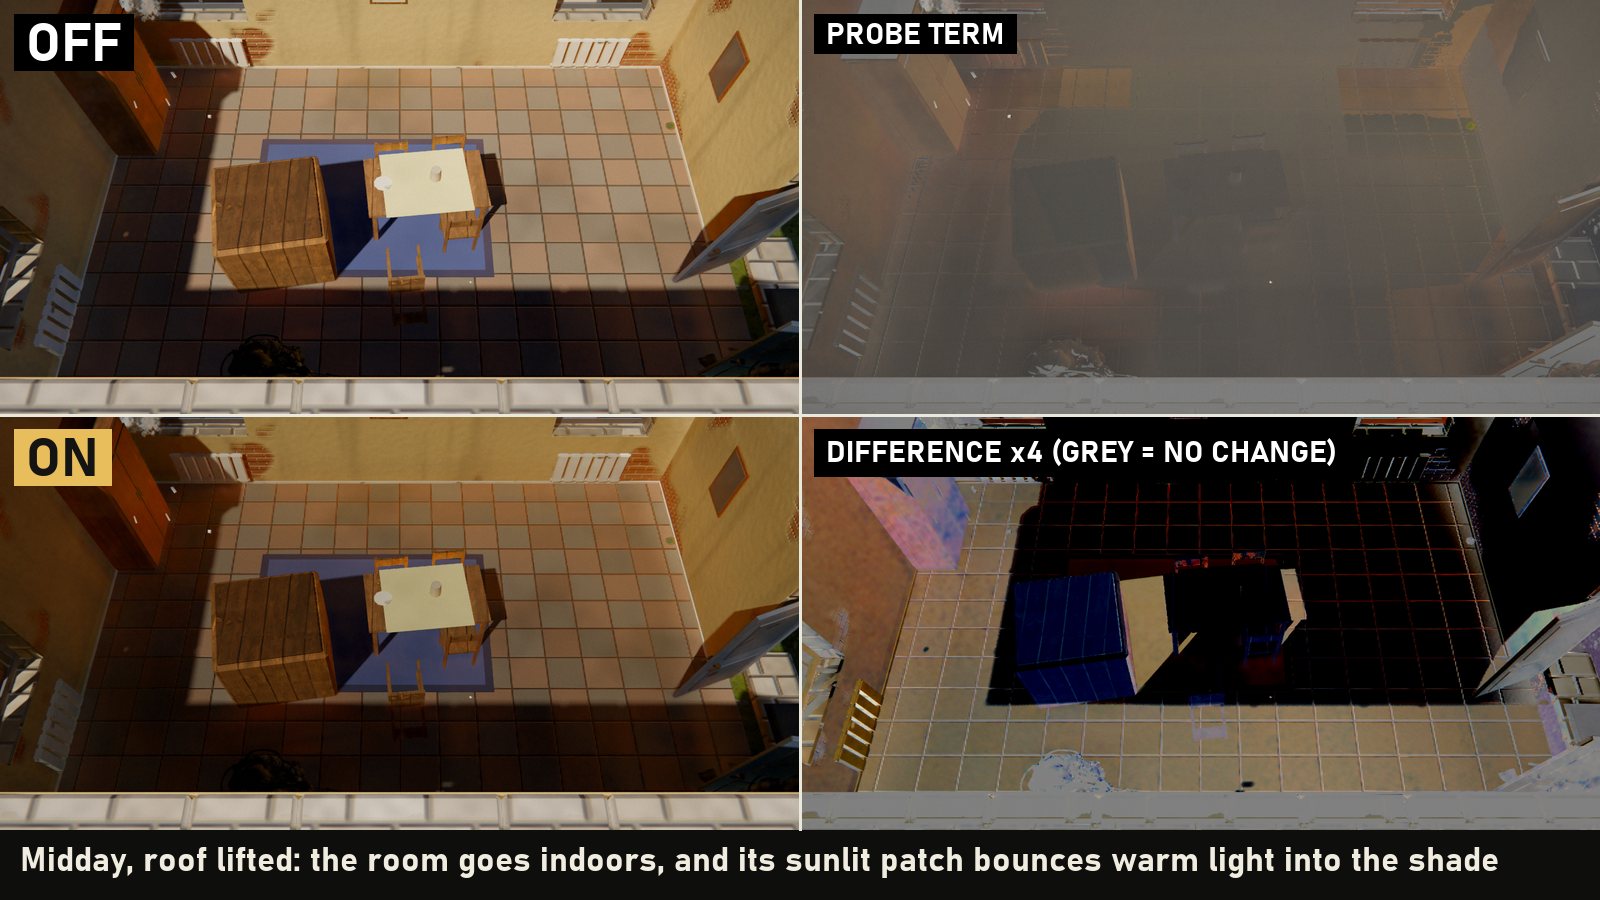 OFF
PROBE TERM
ON
DIFFERENCE x4 (GREY = NO CHANGE)
Midday, roof lifted: the room goes indoors, and its sunlit patch bounces warm light into the shade